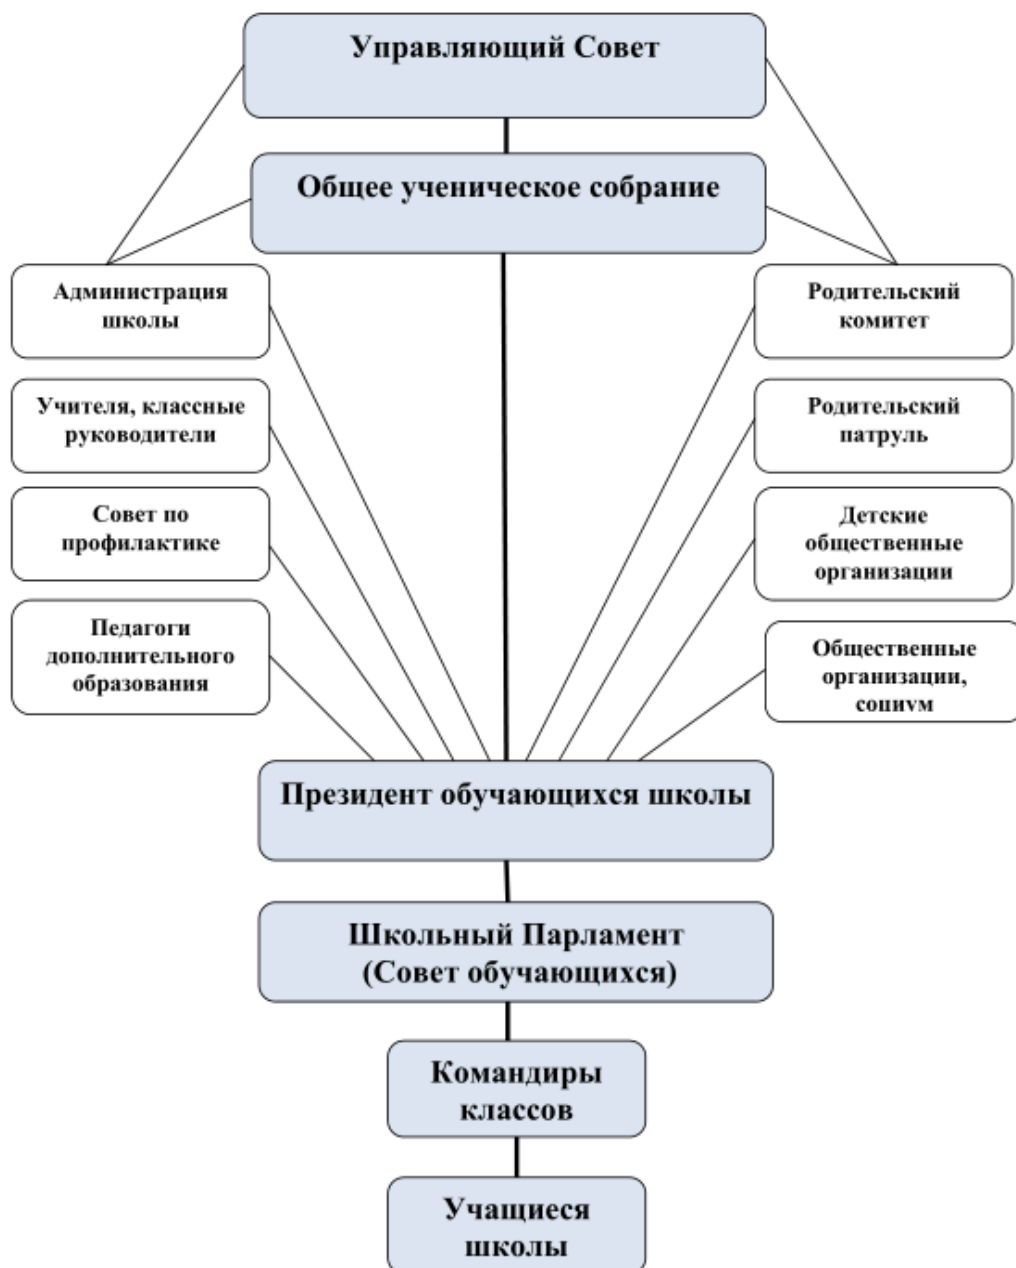 Управляющий Совет
Общее ученическое собрание
Администрация
школы
Родительский
комитет
Учителя, классные
руководители
Родительский
патруль
Совет по
профилактике
Детские
общественные
организации
Педагоги
дополнительного
образования
Общественные
организации,
социум
Президент обучающихся школы
Школьный Парламент
(Совет обучающихся)
Командиры
классов
Учащиеся
школы